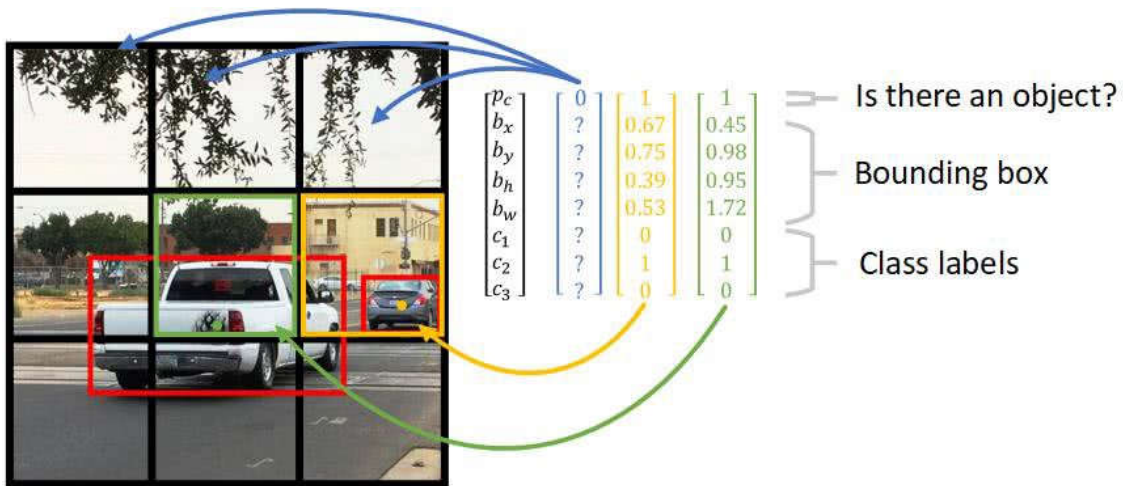 p_c 0 1 1 Is there an object?
b_x ? 0.67 0.45
b_y ? 0.75 0.98
b_h ? 0.39 0.95 Bounding box
b_w ? 0.53 1.72
c_1 ? 0 0
c_2 ? 1 1 Class labels
c_3 ? 0 0